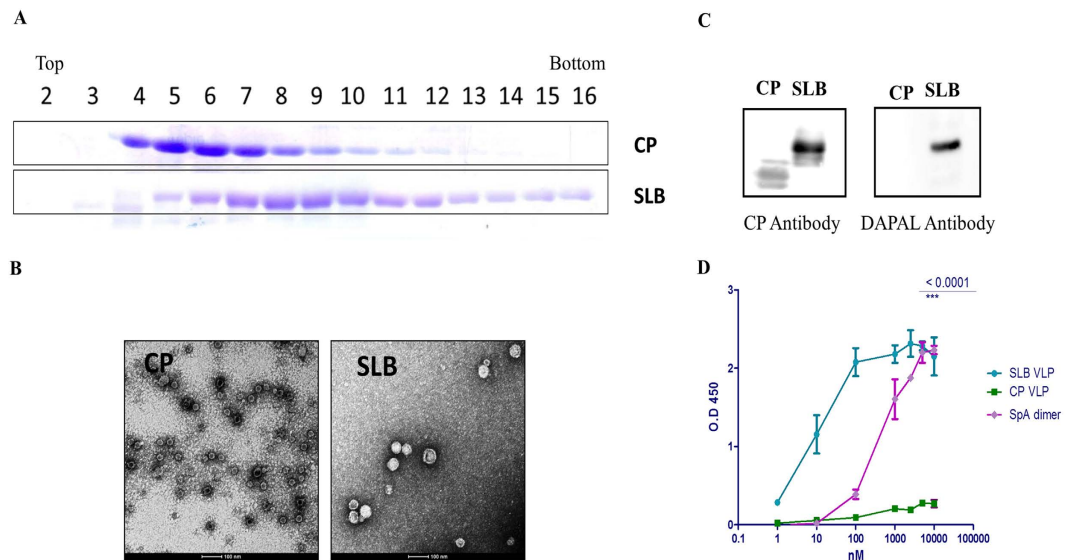 A
Top Bottom
2 3 4 5 6 7 8 9 10 11 12 13 14 15 16
CP
SLB
B
CP SLB
100 nm 100 nm
C
CP SLB CP SLB
CP Antibody DAPAL Antibody
D
< 0.0001
***
3
2
1
0
O.D 450
0.1 1 10 100 1000 10000 100000
nM
SLB VLP
CP VLP
SpA dimer